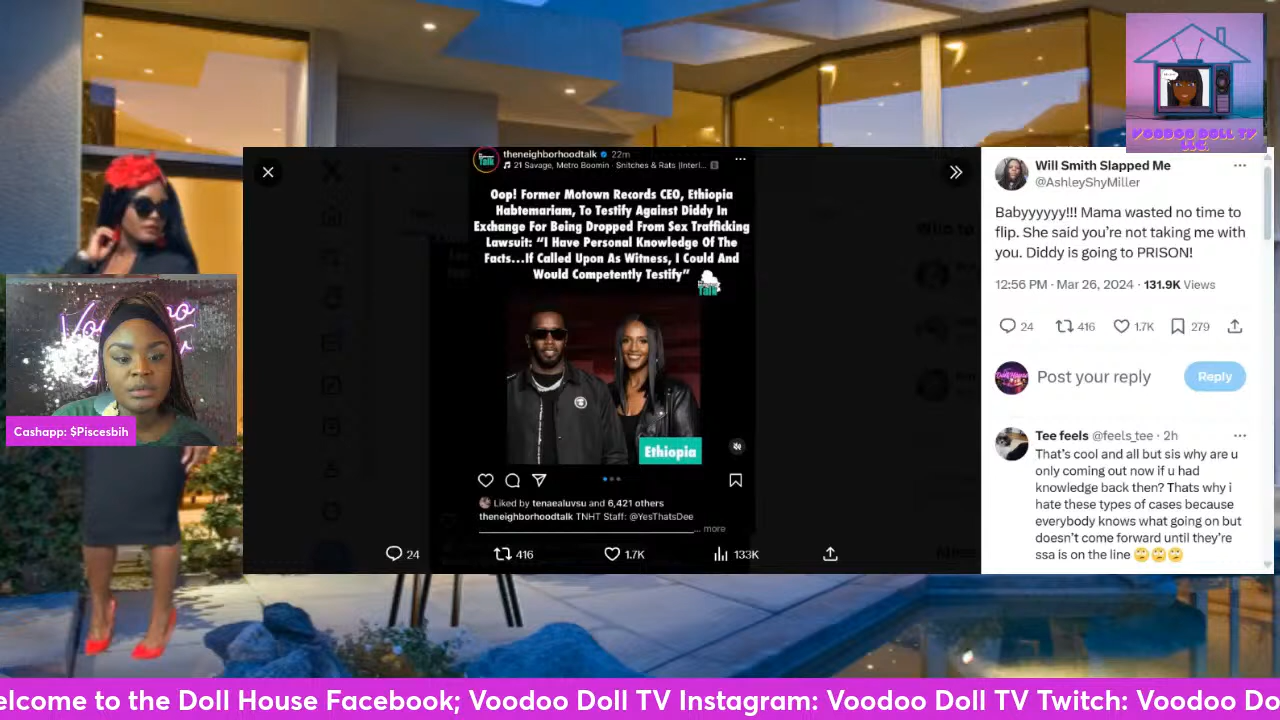 VOODOO DOLL TV
LLC.
theneighborhoodtalk 22m
21 Savage, Metro Boomin · Snitches & Rats (Interl...
Oop! Former Motown Records CEO, Ethiopia
Habtemariam, To Testify Against Diddy In
Exchange For Being Dropped From Sex Trafficking
Lawsuit: “I Have Personal Knowledge Of The
Facts...If Called Upon As Witness, I Could And
Would Competently Testify”
Talk
Ethiopia
Liked by tenaealuvsu and 6,421 others
theneighborhoodtalk TNHT Staff: @YesThatsDee
... more
24 416 1.7K 133K
Will Smith Slapped Me
@AshleyShyMiller
Babyyyyyy!!! Mama wasted no time to
flip. She said you’re not taking me with
you. Diddy is going to PRISON!
12:56 PM · Mar 26, 2024 · 131.9K Views
24 416 1.7K 279
Post your reply Reply
Tee feels @feels_tee · 2h
That’s cool and all but sis why are u
only coming out now if u had
knowledge back then? Thats why i
hate these types of cases because
everybody knows what going on but
doesn’t come forward until they’re
ssa is on the line 🙄🙄🙄
Cashapp: $Piscesbih
elcome to the Doll House Facebook; Voodoo Doll TV Instagram: Voodoo Doll TV Twitch: Voodoo Do